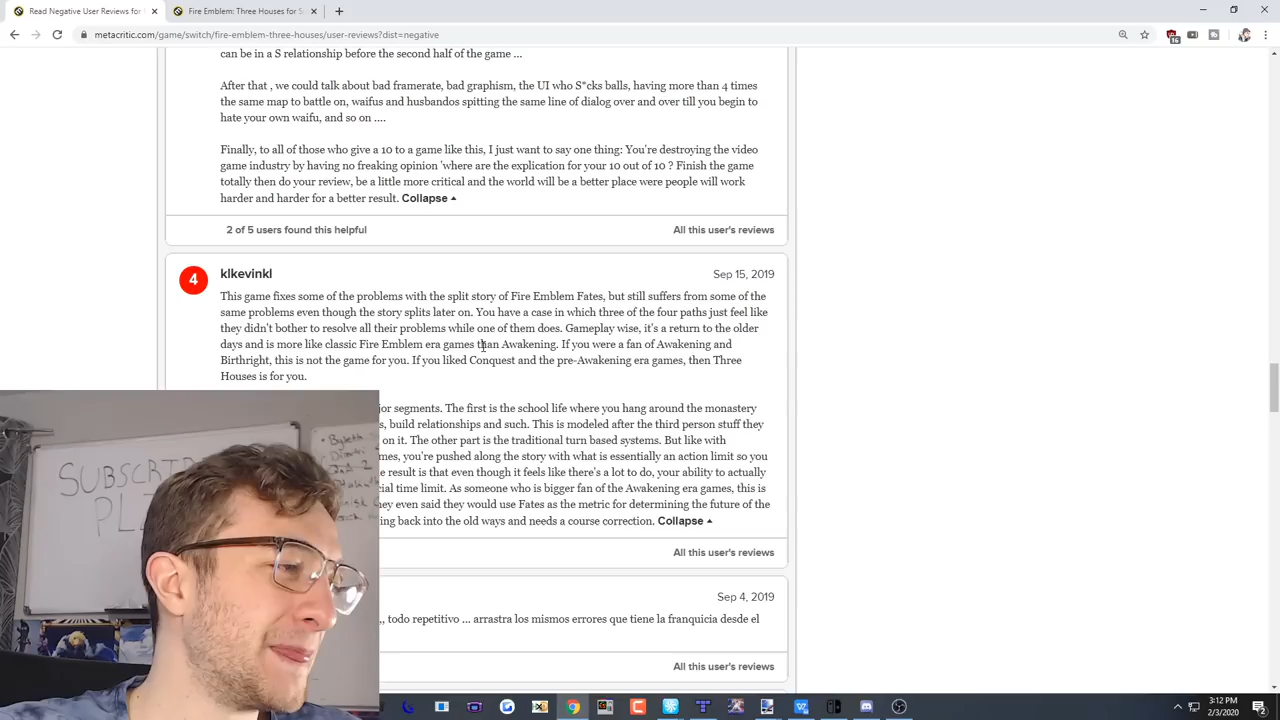 Read Negative User Reviews for
Fire Emblem: Three Houses for S
metacritic.com/game/switch/fire-emblem-three-houses/user-reviews?dist=negative
can be in a S relationship before the second half of the game ...
After that , we could talk about bad framerate, bad graphism, the UI who S*cks balls, having more than 4 times
the same map to battle on, waifus and husbandos spitting the same line of dialog over and over till you begin to
hate your own waifu, and so on ....
Finally, to all of those who give a 10 to a game like this, I just want to say one thing: You're destroying the video
game industry by having no freaking opinion 'where are the explication for your 10 out of 10 ? Finish the game
totally then do your review, be a little more critical and the world will be a better place were people will work
harder and harder for a better result. Collapse
2 of 5 users found this helpful
All this user's reviews
4
klkevinkl
Sep 15, 2019
This game fixes some of the problems with the split story of Fire Emblem Fates, but still suffers from some of the
same problems even though the story splits later on. You have a case in which three of the four paths just feel like
they didn't bother to resolve all their problems while one of them does. Gameplay wise, it's a return to the older
days and is more like classic Fire Emblem era games than Awakening. If you were a fan of Awakening and
Birthright, this is not the game for you. If you liked Conquest and the pre-Awakening era games, then Three
Houses is for you.
jor segments. The first is the school life where you hang around the monastery
s, build relationships and such. This is modeled after the third person stuff they
on it. The other part is the traditional turn based systems. But like with
mes, you're pushed along the story with what is essentially an action limit so you
e result is that even though it feels like there's a lot to do, your ability to actually
cial time limit. As someone who is bigger fan of the Awakening era games, this is
hey even said they would use Fates as the metric for determining the future of the
ing back into the old ways and needs a course correction. Collapse
All this user's reviews
Sep 4, 2019
,, todo repetitivo ... arrastra los mismos errores que tiene la franquicia desde el
All this user's reviews
SUBSCRIBE
PL
Byleth
3:12 PM
2/3/2020